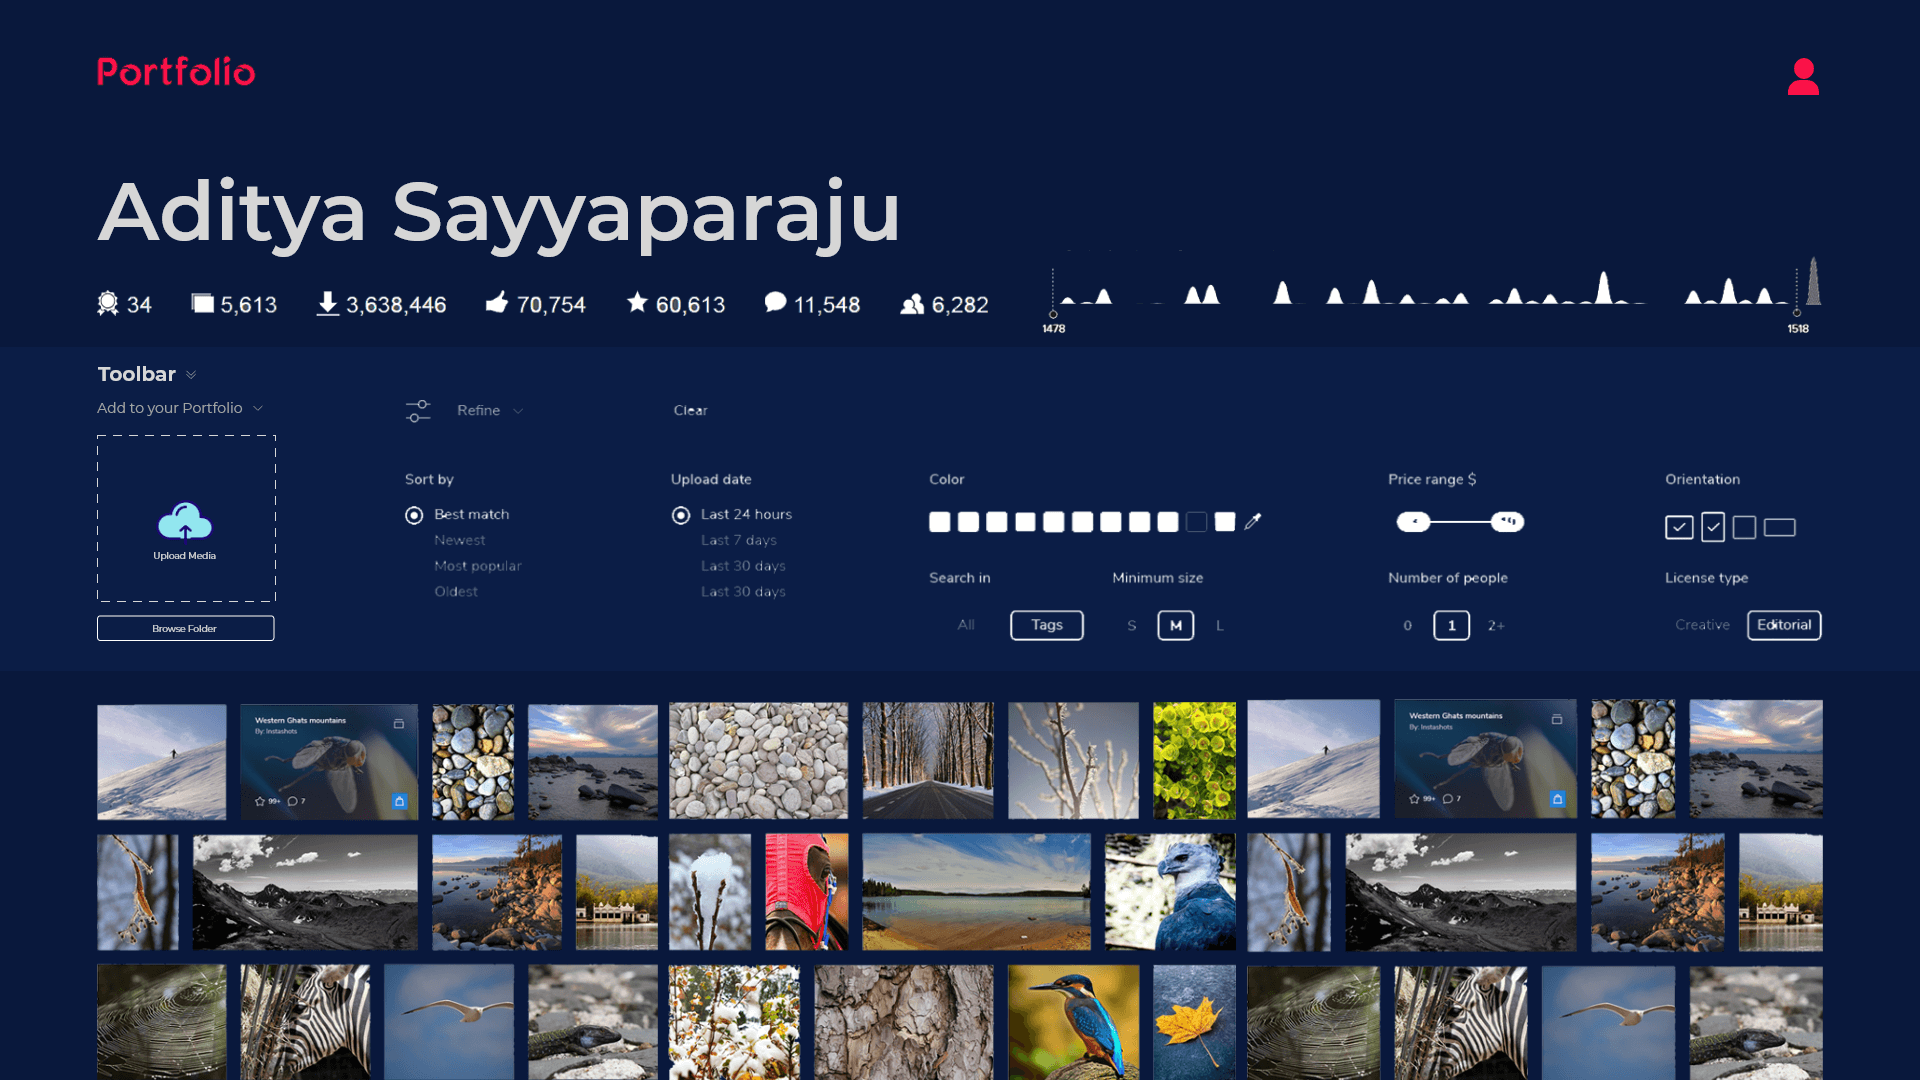 Portfolio
Aditya Sayyaparaju
34 5,613 3,638,446 70,754 60,613 11,548 6,282
1478 1518
Toolbar
Add to your Portfolio
Upload Media
Browse Folder
Refine Clear
Sort by
Best match
Newest
Most popular
Oldest
Upload date
Last 24 hours
Last 7 days
Last 30 days
Last 30 days
Color
Search in
All Tags
Minimum size
S M L
Price range $
Number of people
0 1 2+
Orientation
License type
Creative Editorial
Western Ghats mountains
By: Instashots
99+ 7
Western Ghats mountains
By: Instashots
99+ 7